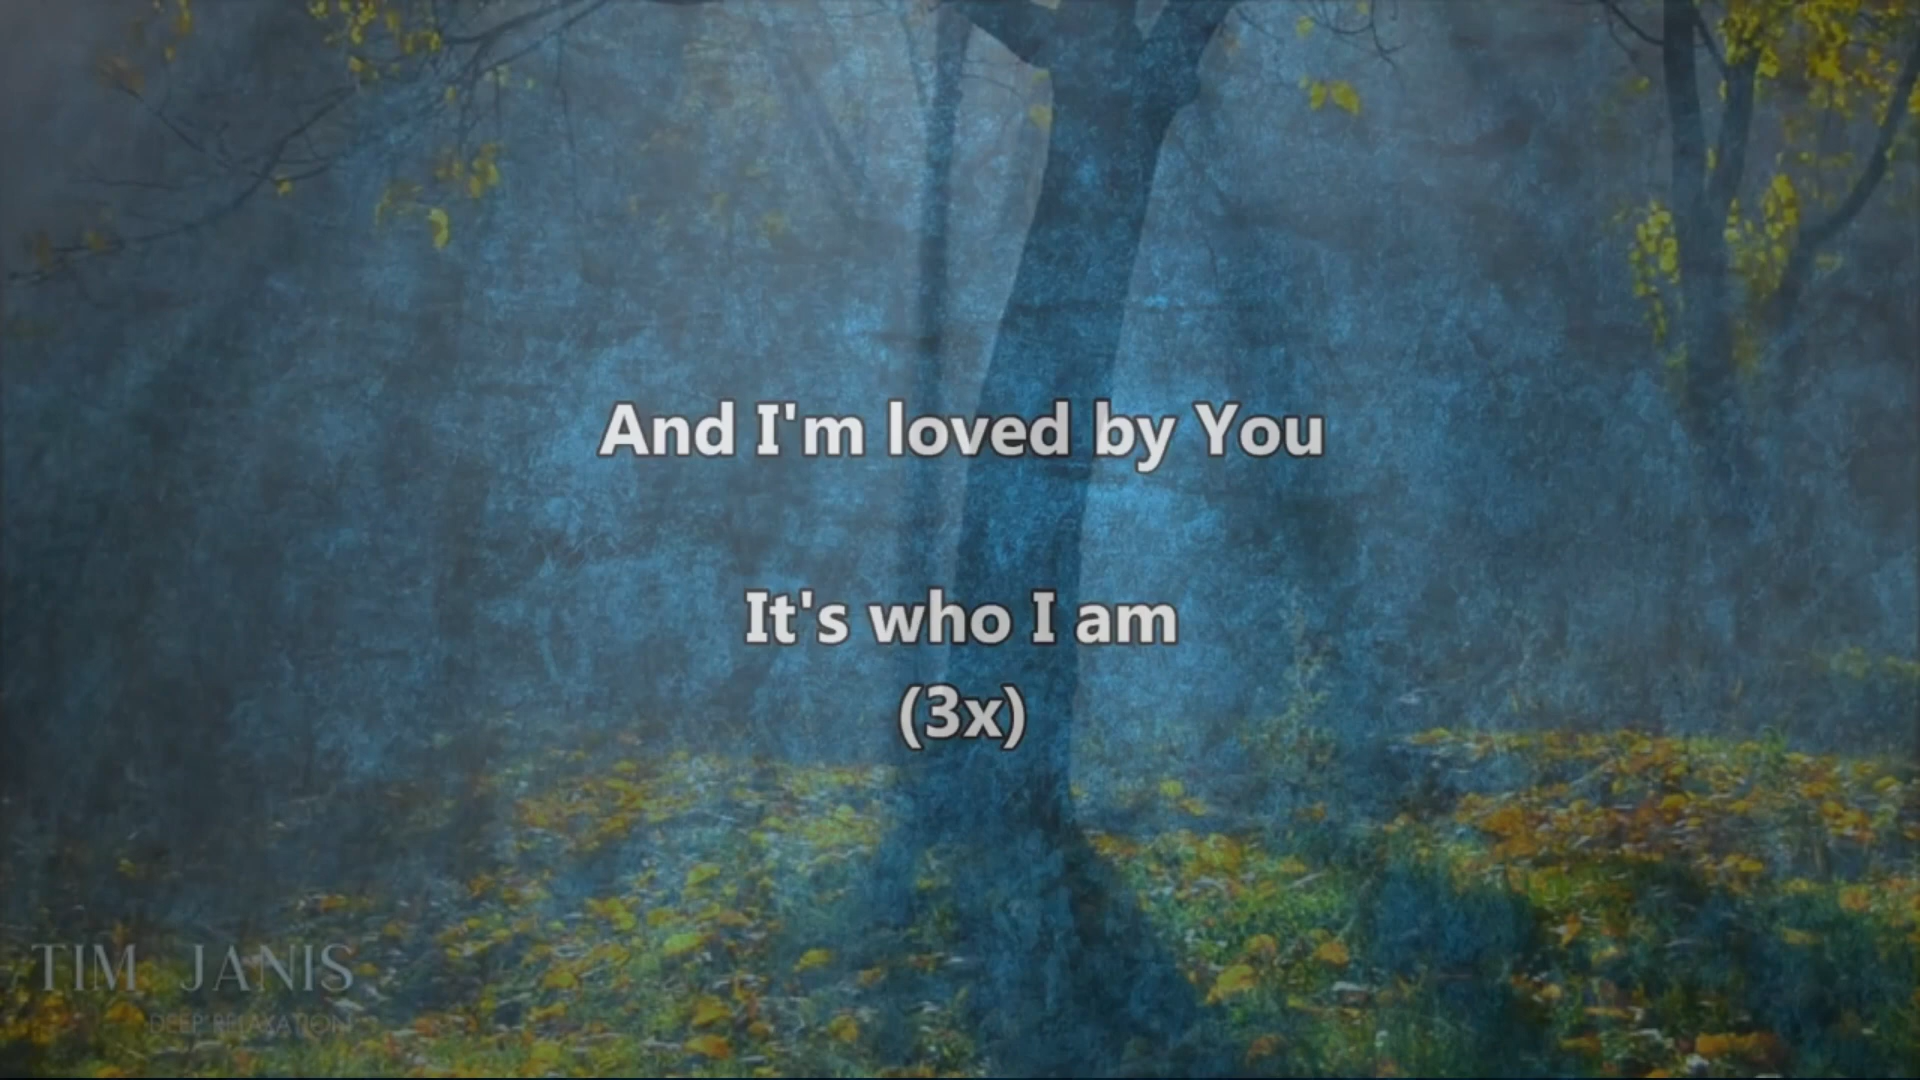 And I'm loved by You
It's who I am
(3x)
TIM JANIS
DEEP RELAXATION